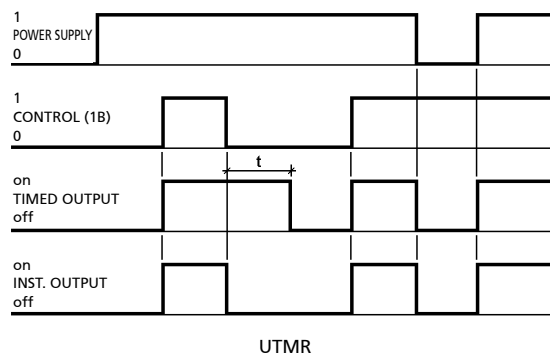 1
POWER SUPPLY
0
1
CONTROL (1B)
0
t
on
TIMED OUTPUT
off
on
INST. OUTPUT
off
UTMR